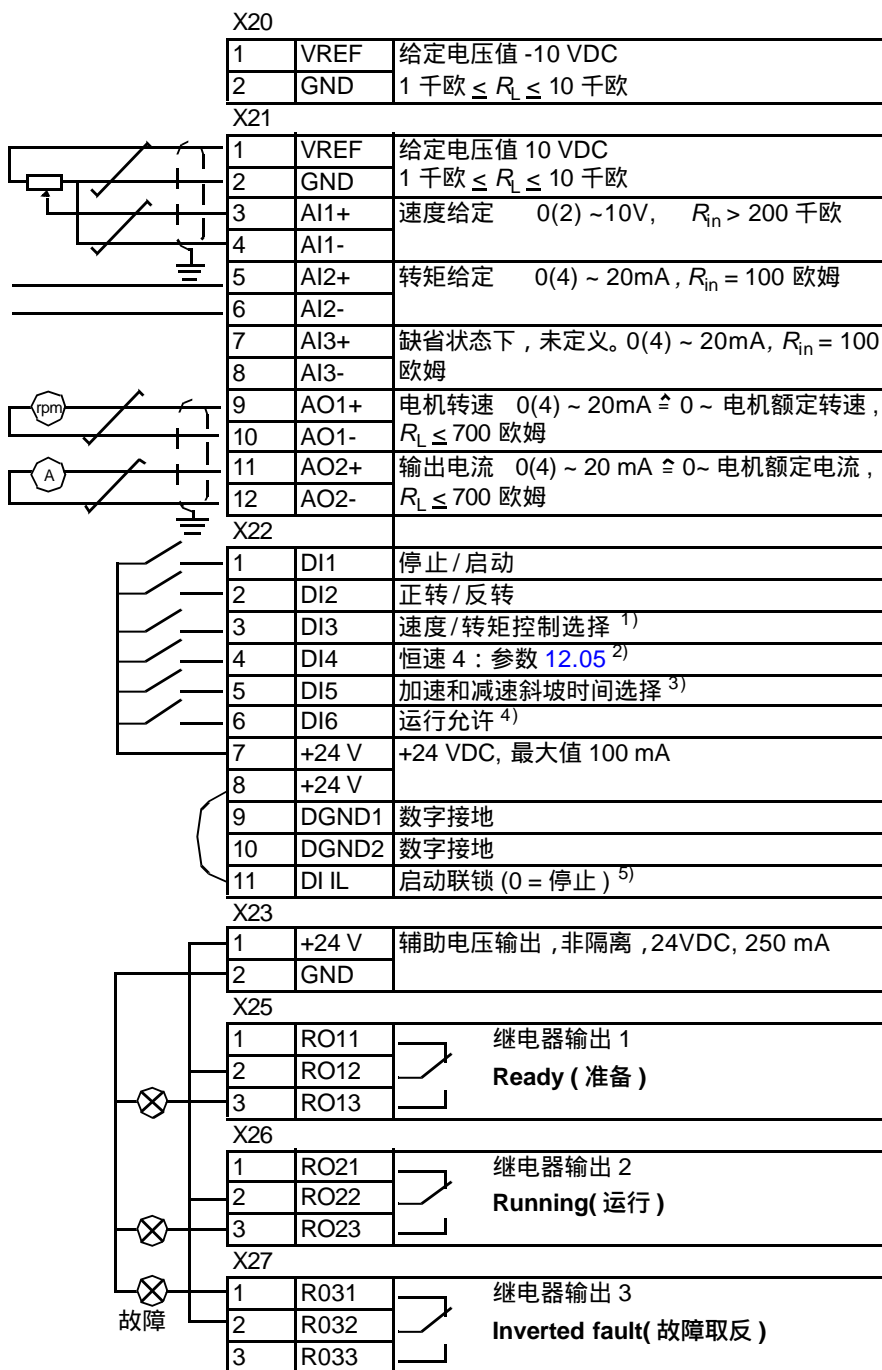 X20
1 VREF 给定电压值 -10 VDC
2 GND 1 千欧 ≤ RL ≤ 10 千欧
X21
1 VREF 给定电压值 10 VDC
2 GND 1 千欧 ≤ RL ≤ 10 千欧
3 AI1+ 速度给定 0(2) ~10V, Rin > 200 千欧
4 AI1-
5 AI2+ 转矩给定 0(4) ~ 20mA , Rin = 100 欧姆
6 AI2-
7 AI3+ 缺省状态下，未定义。0(4) ~ 20mA, Rin = 100
8 AI3- 欧姆
rpm 9 AO1+ 电机转速 0(4) ~ 20mA ≙ 0 ~ 电机额定转速，
10 AO1- RL ≤ 700 欧姆
A 11 AO2+ 输出电流 0(4) ~ 20 mA ≙ 0~ 电机额定电流，
12 AO2- RL ≤ 700 欧姆
X22
1 DI1 停止 / 启动
2 DI2 正转 / 反转
3 DI3 速度 /转矩控制选择 1)
4 DI4 恒速 4：参数 12.05 2)
5 DI5 加速和减速斜坡时间选择 3)
6 DI6 运行允许 4)
7 +24 V +24 VDC, 最大值 100 mA
8 +24 V
9 DGND1 数字接地
10 DGND2 数字接地
11 DI IL 启动联锁 (0 = 停止 ) 5)
X23
1 +24 V 辅助电压输出 ,非隔离 ,24VDC, 250 mA
2 GND
X25
1 RO11 继电器输出 1
2 RO12 Ready ( 准备 )
3 RO13
X26
1 RO21 继电器输出 2
2 RO22 Running( 运行 )
3 RO23
X27
1 R031 继电器输出 3
故障 2 R032 Inverted fault( 故障取反 )
3 R033